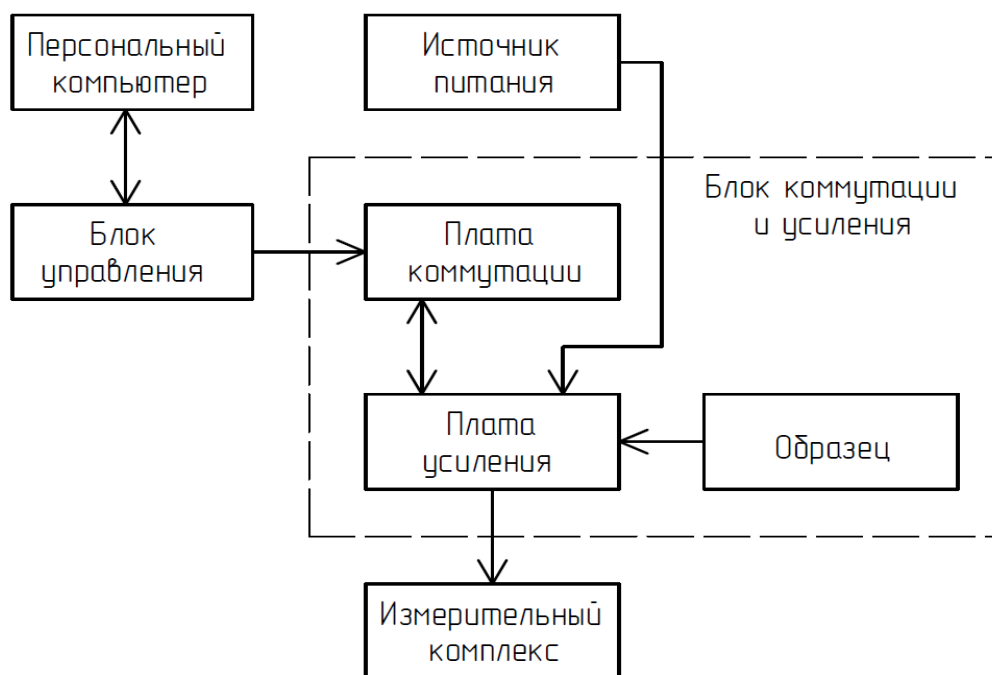 Персональный
компьютер
Источник
питания
Блок коммутации
и усиления
Блок
управления
Плата
коммутации
Плата
усиления
Образец
Измерительный
комплекс